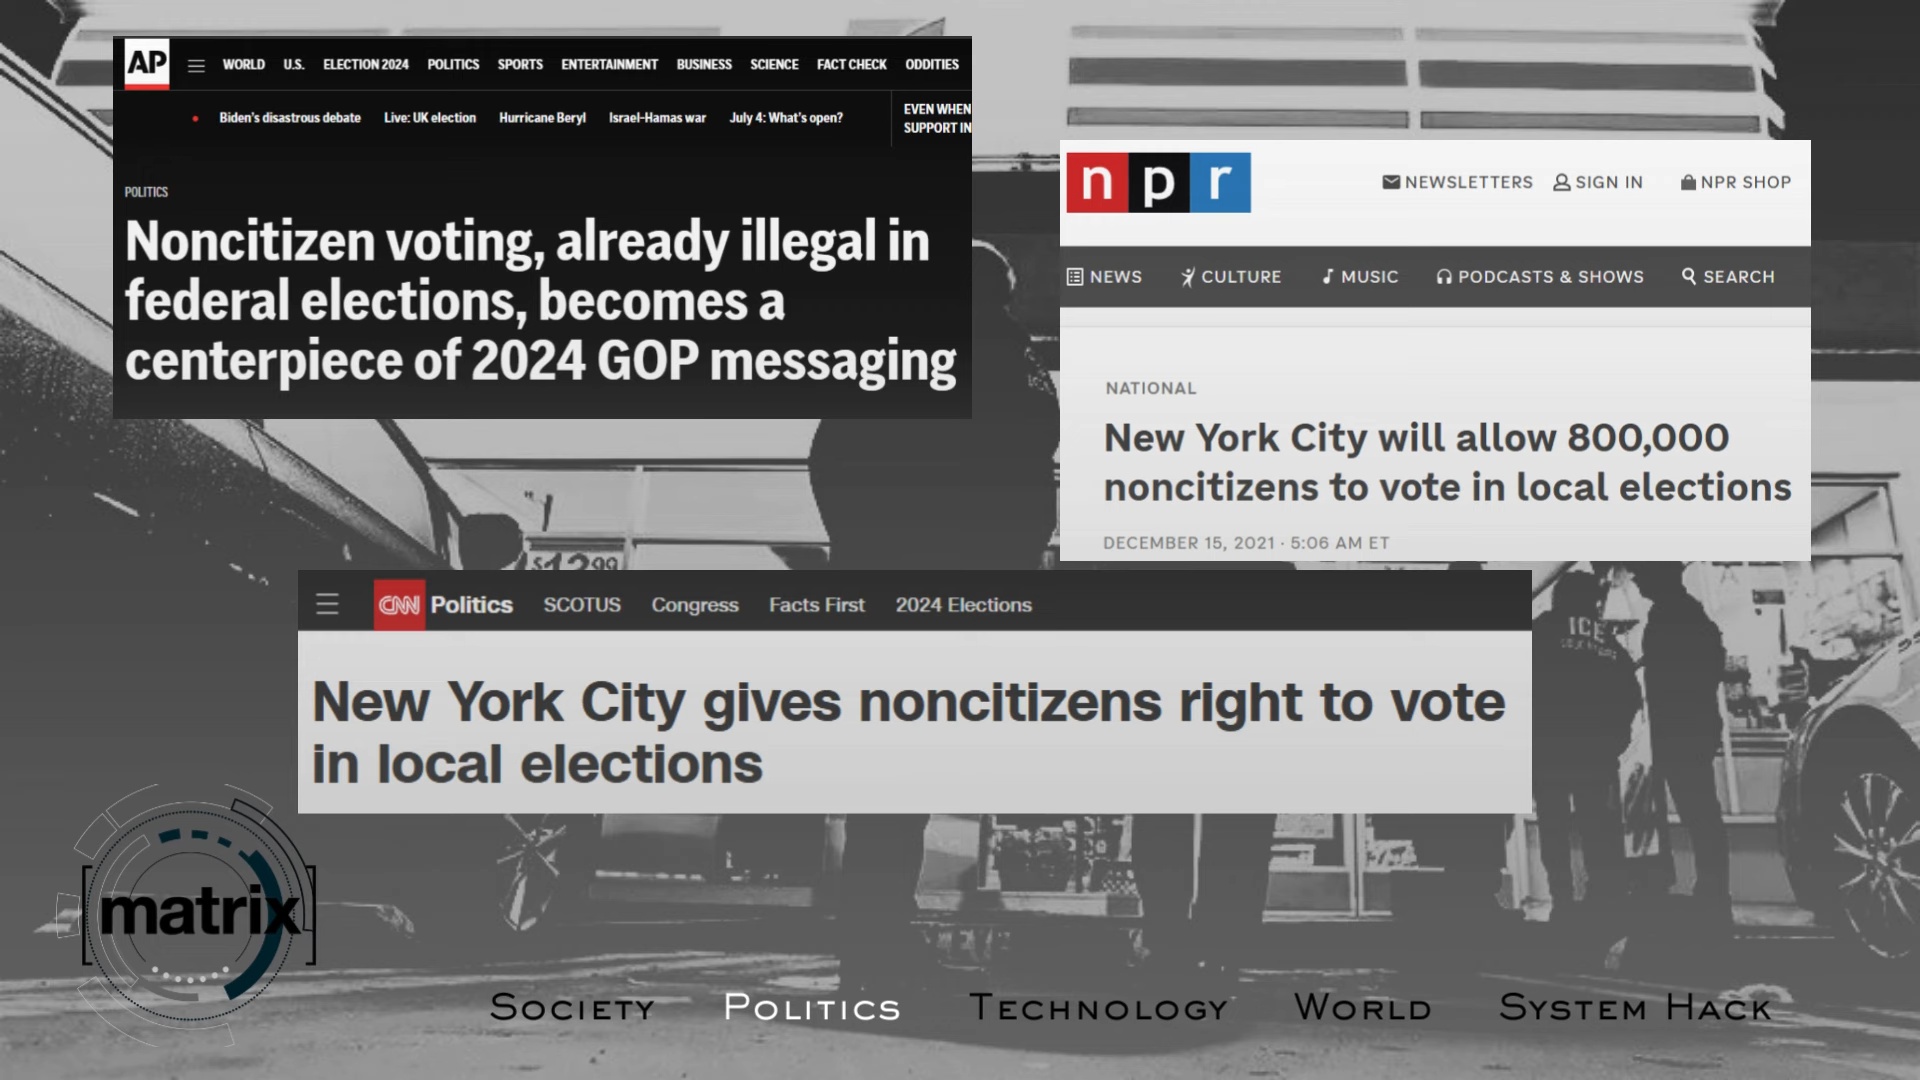 AP
WORLD U.S. ELECTION 2024 POLITICS SPORTS ENTERTAINMENT BUSINESS SCIENCE FACT CHECK ODDITIES
Biden's disastrous debate Live: UK election Hurricane Beryl Israel-Hamas war July 4: What's open?
EVEN WHEN
SUPPORT IN
POLITICS
Noncitizen voting, already illegal in
federal elections, becomes a
centerpiece of 2024 GOP messaging
npr
NEWSLETTERS SIGN IN NPR SHOP
NEWS CULTURE MUSIC PODCASTS & SHOWS SEARCH
NATIONAL
New York City will allow 800,000
noncitizens to vote in local elections
DECEMBER 15, 2021 · 5:06 AM ET
$12.99
CNN Politics SCOTUS Congress Facts First 2024 Elections
New York City gives noncitizens right to vote
in local elections
ICE
matrix
Society Politics Technology World System Hack